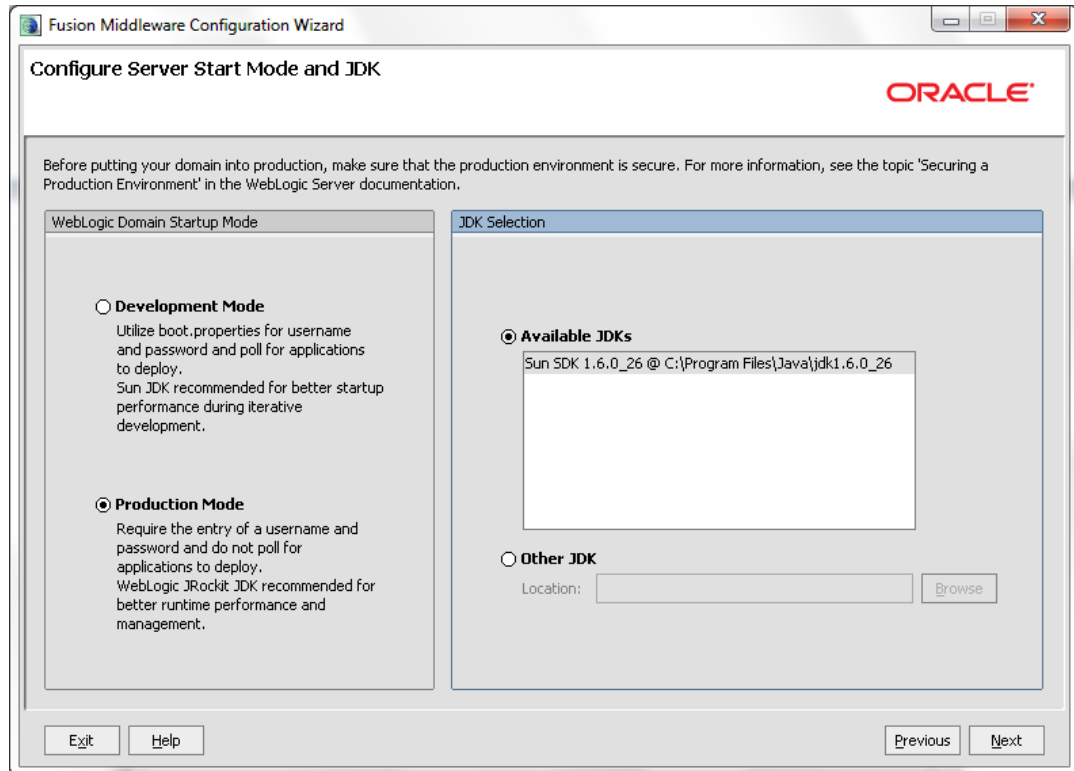 Fusion Middleware Configuration Wizard
Configure Server Start Mode and JDK
ORACLE
Before putting your domain into production, make sure that the production environment is secure. For more information, see the topic 'Securing a
Production Environment' in the WebLogic Server documentation.
WebLogic Domain Startup Mode
Development Mode
Utilize boot.properties for username
and password and poll for applications
to deploy.
Sun JDK recommended for better startup
performance during iterative
development.
Production Mode
Require the entry of a username and
password and do not poll for
applications to deploy.
WebLogic JRockit JDK recommended for
better runtime performance and
management.
JDK Selection
Available JDKs
Sun SDK 1.6.0_26 @ C:\Program Files\Java\jdk1.6.0_26
Other JDK
Location:
Browse
Exit
Help
Previous
Next